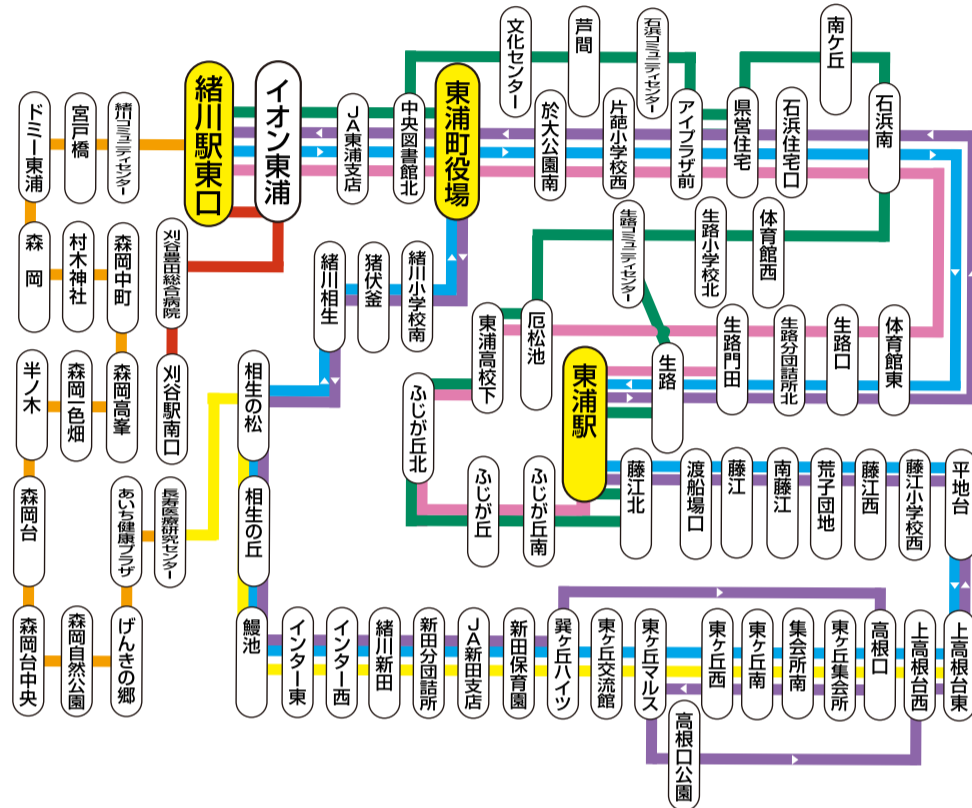 文化センター
芦間
石浜コミュニティセンター
南ケ丘
緒川駅東口
イオン東浦
JA東浦支店
中央図書館北
東浦町役場
於大公園南
片葩小学校西
アイプラザ前
県営住宅
石浜住宅口
石浜南
ドミー東浦
宮戸橋
緒川コミュニティセンター
森岡
村木神社
森岡中町
刈谷豊田総合病院
緒川相生
猪伏釜
緒川小学校南
生路コミュニティセンター
生路小学校北
体育館西
東浦高校下
厄松池
東浦駅
生路
生路門田
生路分団詰所北
生路口
体育館東
半ノ木
森岡一色畑
森岡高峯
刈谷駅南口
相生の松
ふじが丘北
森岡台
あいち健康プラザ
長寿医療研究センター
相生の丘
ふじが丘
ふじが丘南
藤江北
渡船場口
藤江
南藤江
荒子団地
藤江西
藤江小学校西
平地台
森岡台中央
森岡自然公園
げんきの郷
鰻池
インター東
インター西
緒川新田
新田分団詰所
JA新田支店
新田保育園
巽ケ丘ハイツ
東ケ丘交流館
東ケ丘マルス
東ケ丘西
東ケ丘南
集会所南
東ケ丘集会所
高根口
上高根台西
上高根台東
高根口公園